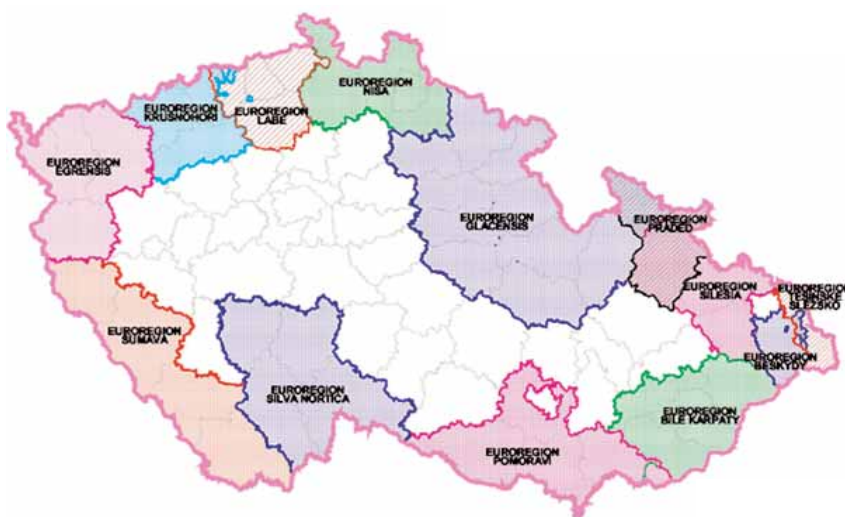 EUROREGION
NISA
EUROREGION
KRUSNOHORI
EUROREGION
LABE
EUROREGION
EGRENSIS
EUROREGION
GLACENSIS
EUROREGION
PRADED
EUROREGION
SILESIA
EUROREGION
TESINSKE
SLEZSKO
EUROREGION
SUMAVA
EUROREGION
BESKYDY
EUROREGION
SILVA NORTICA
EUROREGION
BILE KARPATY
EUROREGION
POMORAVI